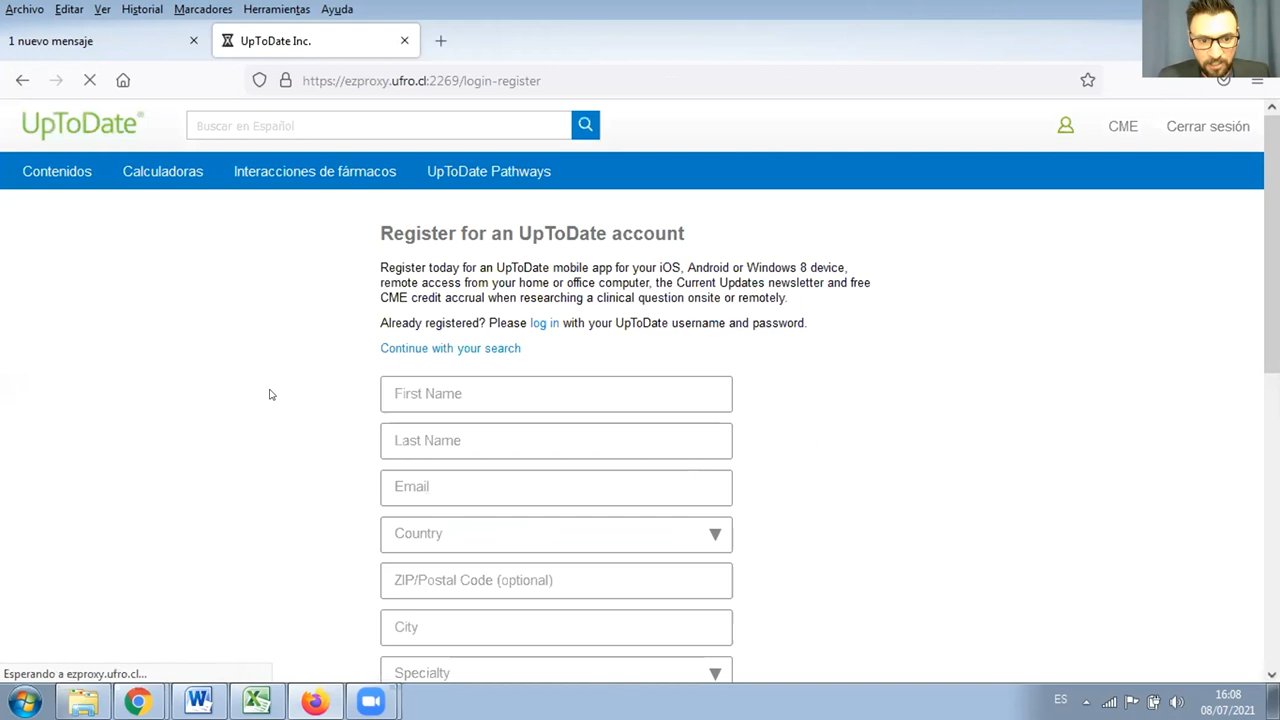 Archivo Editar Ver Historial Marcadores Herramientas Ayuda
1 nuevo mensaje
UpToDate Inc.
https://ezproxy.ufro.cl:2269/login-register
UpToDate®
Buscar en Español
CME
Cerrar sesión
Contenidos
Calculadoras
Interacciones de fármacos
UpToDate Pathways
Register for an UpToDate account
Register today for an UpToDate mobile app for your iOS, Android or Windows 8 device,
remote access from your home or office computer, the Current Updates newsletter and free
CME credit accrual when researching a clinical question onsite or remotely.
Already registered? Please log in with your UpToDate username and password.
Continue with your search
First Name
Last Name
Email
Country
ZIP/Postal Code (optional)
City
Specialty
Esperando a ezproxy.ufro.cl...
ES
16:08
08/07/2021